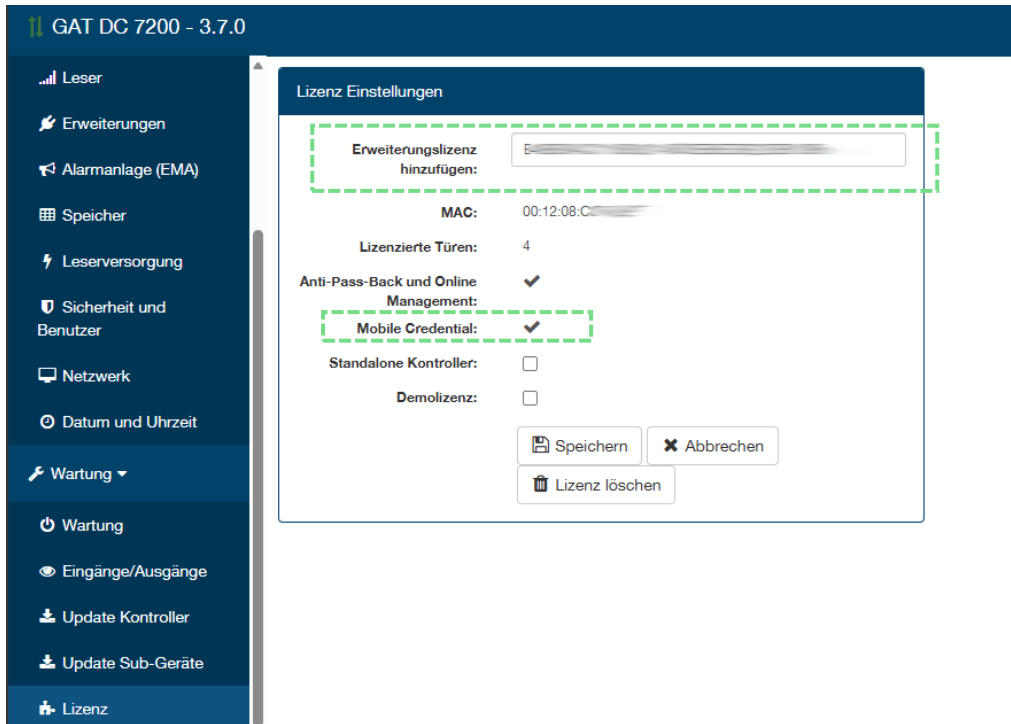 GAT DC 7200 - 3.7.0
Leser
Erweiterungen
Alarmanlage (EMA)
Speicher
Leserversorgung
Sicherheit und
Benutzer
Netzwerk
Datum und Uhrzeit
Wartung
Wartung
Eingänge/Ausgänge
Update Kontroller
Update Sub-Geräte
Lizenz
Lizenz Einstellungen
Erweiterungslizenz
hinzufügen:
MAC: 00:12:08:
Lizenzierte Türen: 4
Anti-Pass-Back und Online
Management:
Mobile Credential:
Standalone Kontroller:
Demolizenz:
Speichern Abbrechen
Lizenz löschen